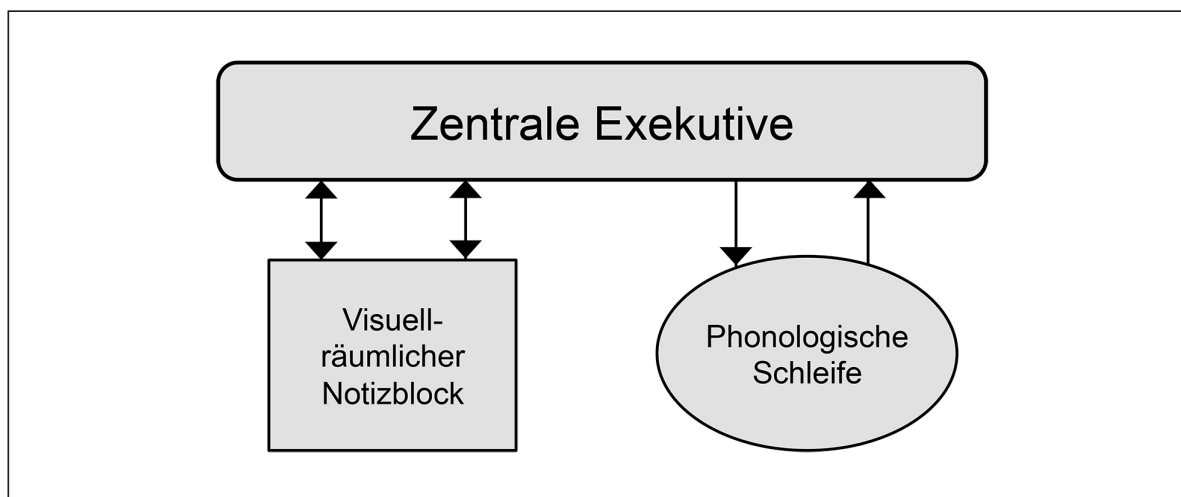 Zentrale Exekutive
Visuell-
räumlicher
Notizblock
Phonologische
Schleife